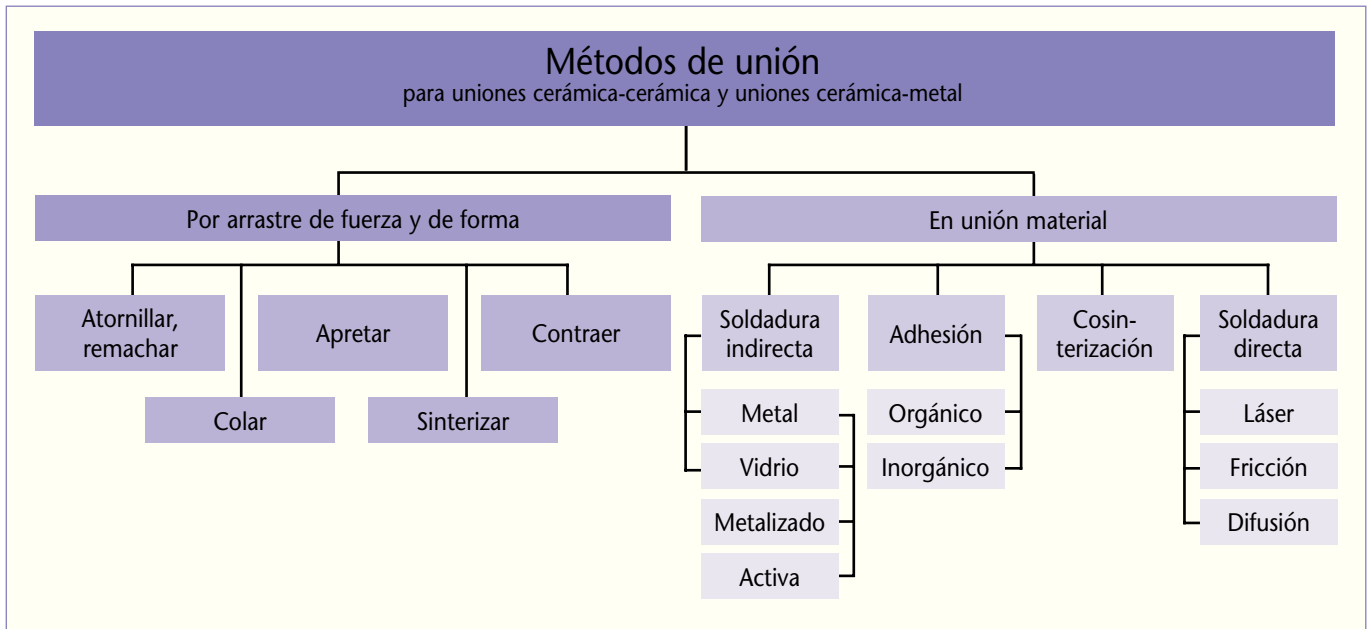 Métodos de unión
para uniones cerámica-cerámica y uniones cerámica-metal
Por arrastre de fuerza y de forma
En unión material
Atornillar,
remachar
Apretar
Contraer
Colar
Sinterizar
Soldadura
indirecta
Adhesión
Cosin-
terización
Soldadura
directa
Metal
Vidrio
Metalizado
Activa
Orgánico
Inorgánico
Láser
Fricción
Difusión